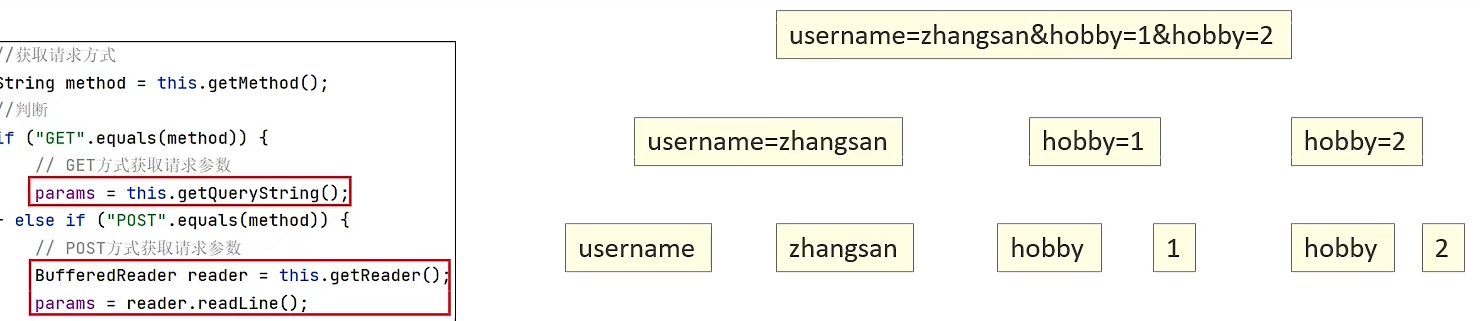 //获取请求方式
String method = this.getMethod();
//判断
if ("GET".equals(method)) {
// GET方式获取请求参数
params = this.getQueryString();
else if ("POST".equals(method)) {
// POST方式获取请求参数
BufferedReader reader = this.getReader();
params = reader.readLine();
username=zhangsan&hobby=1&hobby=2
username=zhangsan hobby=1 hobby=2
username zhangsan hobby 1 hobby 2